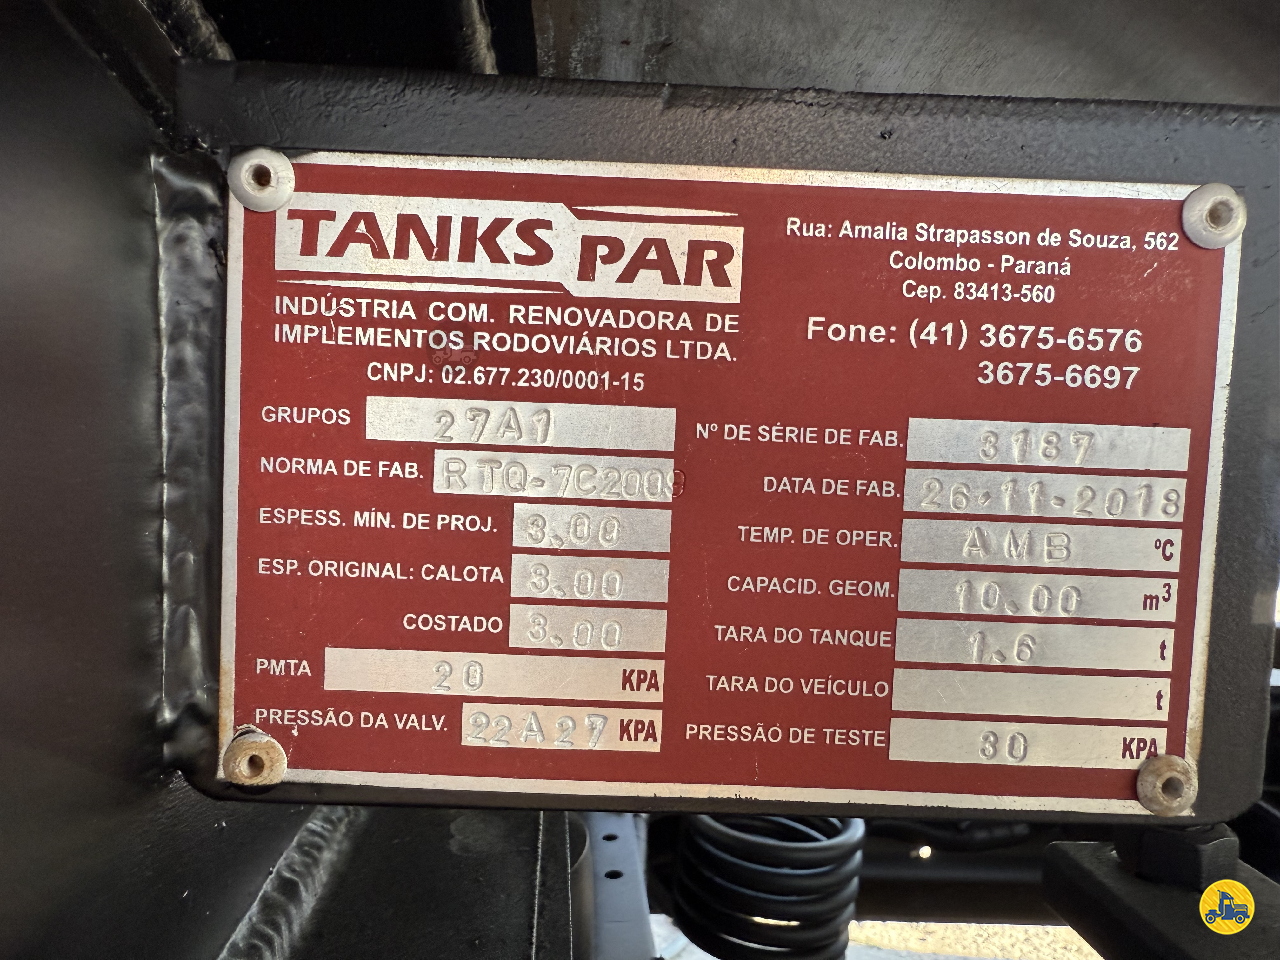 TANKS PAR
INDÚSTRIA COM. RENOVADORA DE
IMPLEMENTOS RODOVIÁRIOS LTDA.
CNPJ: 02.677.230/0001-15
Rua: Amalia Strapasson de Souza, 562
Colombo - Paraná
Cep. 83413-560
Fone: (41) 3675-6576
3675-6697
GRUPOS 27A1
NORMA DE FAB. RTQ-7C2009
ESPESS. MÍN. DE PROJ. 3,00
ESP. ORIGINAL: CALOTA 3,00
COSTADO 3,00
PMTA 20 KPA
PRESSÃO DA VALV. 22A27 KPA
Nº DE SÉRIE DE FAB. 3187
DATA DE FAB. 26-11-2018
TEMP. DE OPER. AMB ºC
CAPACID. GEOM. 10,00 m³
TARA DO TANQUE 1,6 t
TARA DO VEÍCULO t
PRESSÃO DE TESTE 30 KPA